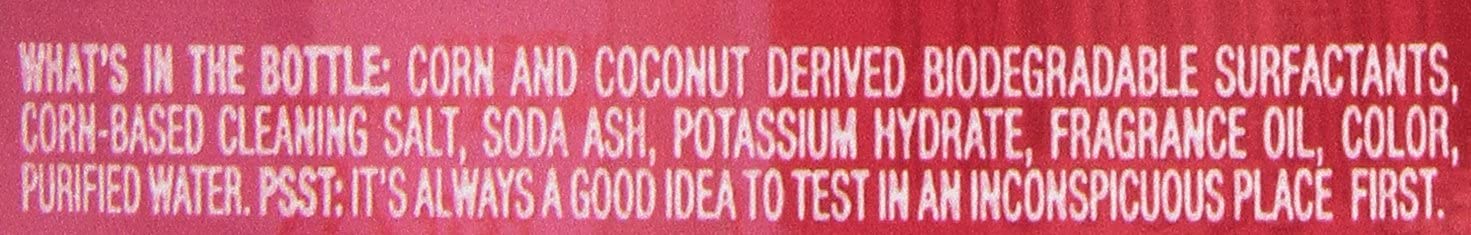 WHAT'S IN THE BOTTLE: CORN AND COCONUT DERIVED BIODEGRADABLE SURFACTANTS,
CORN-BASED CLEANING SALT, SODA ASH, POTASSIUM HYDRATE, FRAGRANCE OIL, COLOR,
PURIFIED WATER. PSST: IT'S ALWAYS A GOOD IDEA TO TEST IN AN INCONSPICUOUS PLACE FIRST.